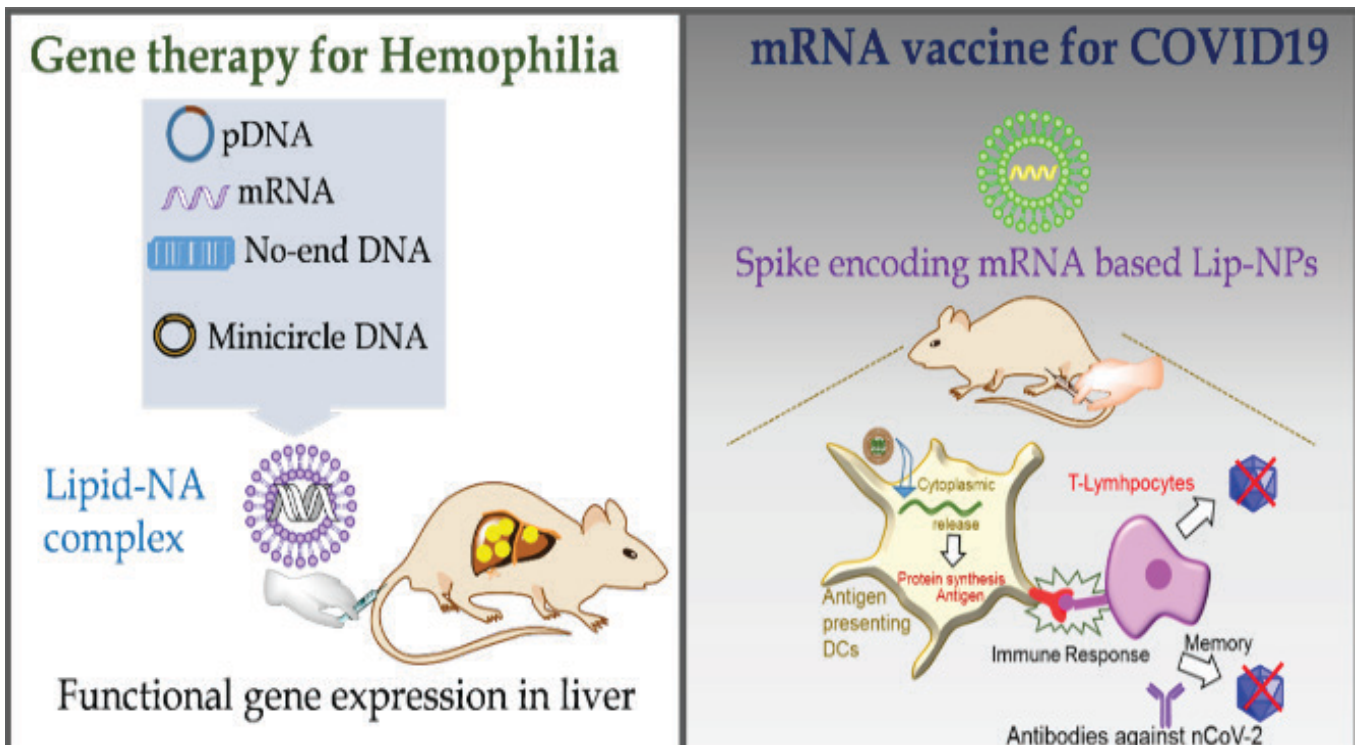 Gene therapy for Hemophilia
pDNA
mRNA
No-end DNA
Minicircle DNA
Lipid-NA
complex
Functional gene expression in liver
mRNA vaccine for COVID19
Spike encoding mRNA based Lip-NPs
Cytoplasmic
release
Protein synthesis
Antigen
Antigen
presenting
DCs
T-Lymhpocytes
Immune Response
Memory
Antibodies against nCoV-2